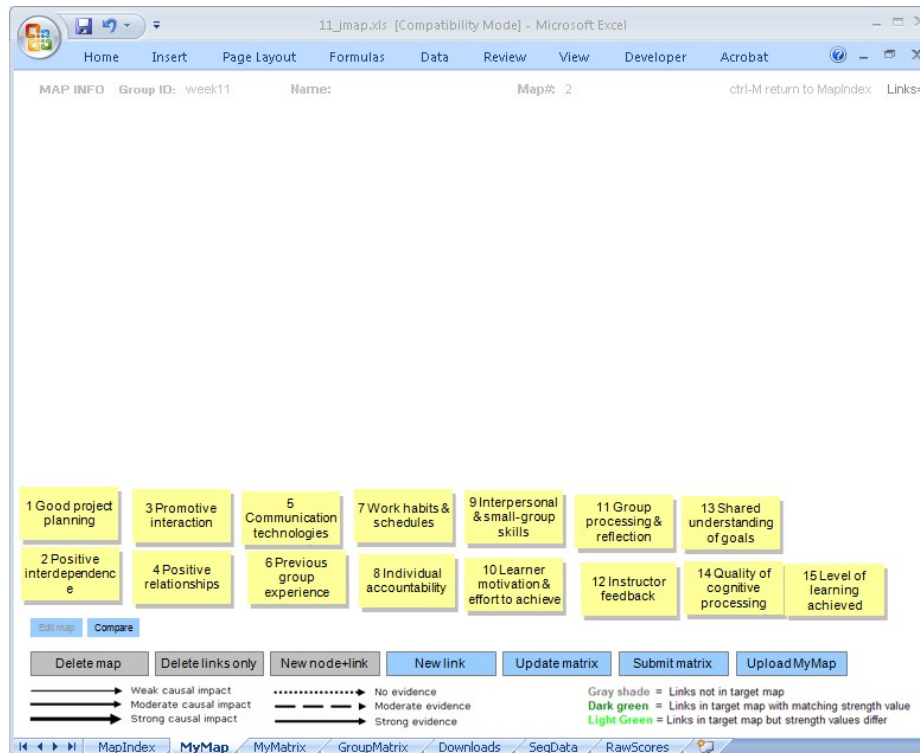 11_jmap.xls [Compatibility Mode] - Microsoft Excel
Home Insert Page Layout Formulas Data Review View Developer Acrobat
MAP INFO Group ID: week11 Name: Map#: 2 ctrl-M return to MapIndex Links=
1 Good project
planning
3 Promotive
interaction
5
Communication
technologies
7 Work habits &
schedules
9 Interpersonal
& small-group
skills
11 Group
processing &
reflection
13 Shared
understanding
of goals
2 Positive
interdependenc
e
4 Positive
relationships
6 Previous
group
experience
8 Individual
accountability
10 Learner
motivation &
effort to achieve
12 Instructor
feedback
14 Quality of
cognitive
processing
15 Level of
learning
achieved
Edit map Compare
Delete map Delete links only New node+link New link Update matrix Submit matrix Upload MyMap
Weak causal impact
Moderate causal impact
Strong causal impact
No evidence
Moderate evidence
Strong evidence
Gray shade = Links not in target map
Dark green = Links in target map with matching strength value
Light Green = Links in target map but strength values differ
MapIndex MyMap MyMatrix GroupMatrix Downloads SeqData RawScores